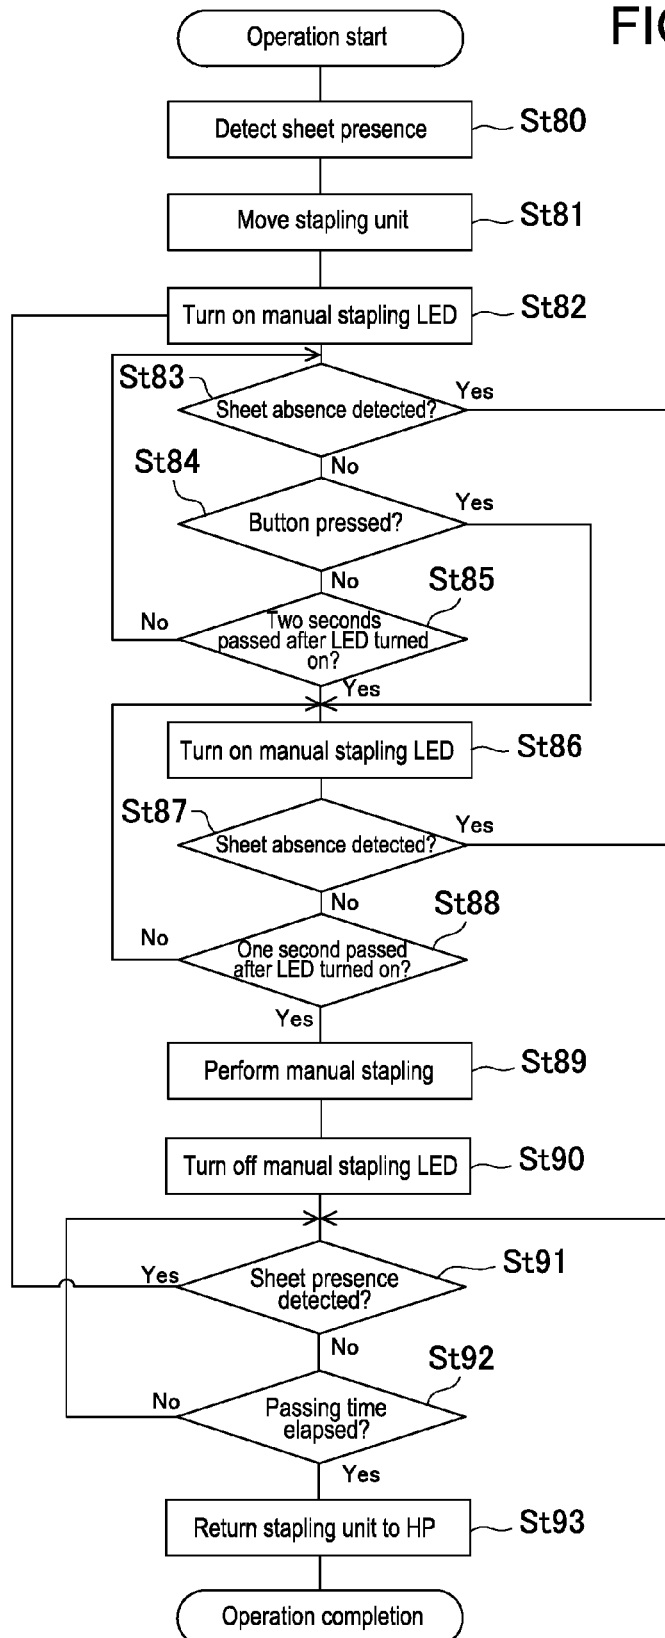 FIG
Operation start
Detect sheet presence
St80
Move stapling unit
St81
Turn on manual stapling LED
St82
St83
Sheet absence detected?
Yes
No
St84
Button pressed?
Yes
No
St85
Two seconds
passed after LED turned
on?
No
Yes
Turn on manual stapling LED
St86
St87
Sheet absence detected?
Yes
No
St88
One second passed
after LED turned on?
No
Yes
Perform manual stapling
St89
Turn off manual stapling LED
St90
St91
Sheet presence
detected?
Yes
No
St92
Passing time
elapsed?
No
Yes
Return stapling unit to HP
St93
Operation completion